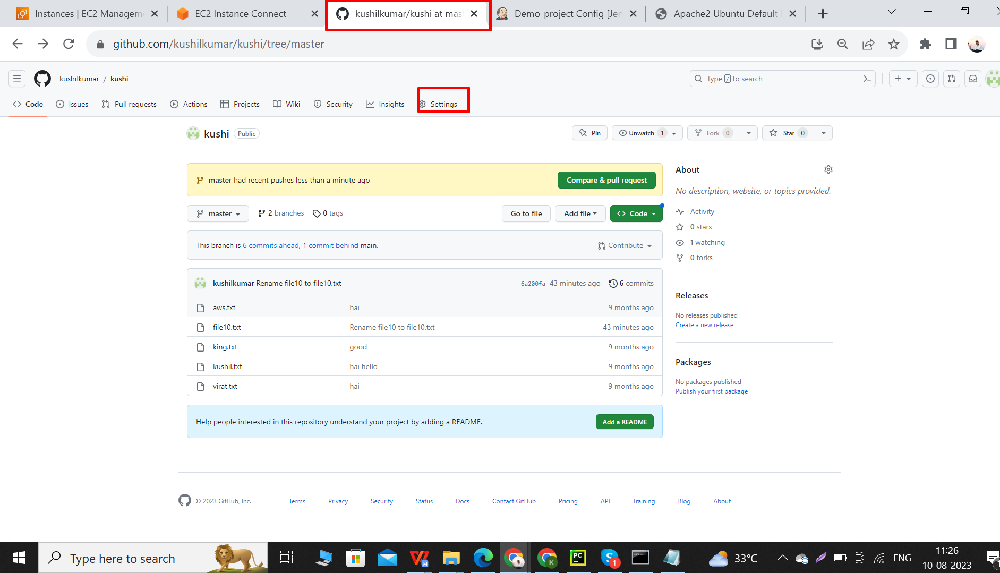 Instances | EC2 Managem
EC2 Instance Connect
kushilkumar/kushi at mas
Demo-project Config [Jen
Apache2 Ubuntu Default
github.com/kushilkumar/kushi/tree/master
kushilkumar / kushi
Type / to search
Code
Issues
Pull requests
Actions
Projects
Wiki
Security
Insights
Settings
kushi Public
Pin
Unwatch 1
Fork 0
Star 0
master had recent pushes less than a minute ago
Compare & pull request
About
No description, website, or topics provided.
master
2 branches
0 tags
Go to file
Add file
Code
Activity
0 stars
1 watching
0 forks
This branch is 6 commits ahead, 1 commit behind main.
Contribute
kushilkumar Rename file10 to file10.txt
6a200fa 43 minutes ago
6 commits
aws.txt hai 9 months ago
file10.txt Rename file10 to file10.txt 43 minutes ago
king.txt good 9 months ago
kushil.txt hai hello 9 months ago
virat.txt hai 9 months ago
Releases
No releases published
Create a new release
Packages
No packages published
Publish your first package
Help people interested in this repository understand your project by adding a README.
Add a README
© 2023 GitHub, Inc.
Terms
Privacy
Security
Status
Docs
Contact GitHub
Pricing
API
Training
Blog
About
Type here to search
K
PC
1
33°C
ENG
11:26
10-08-2023